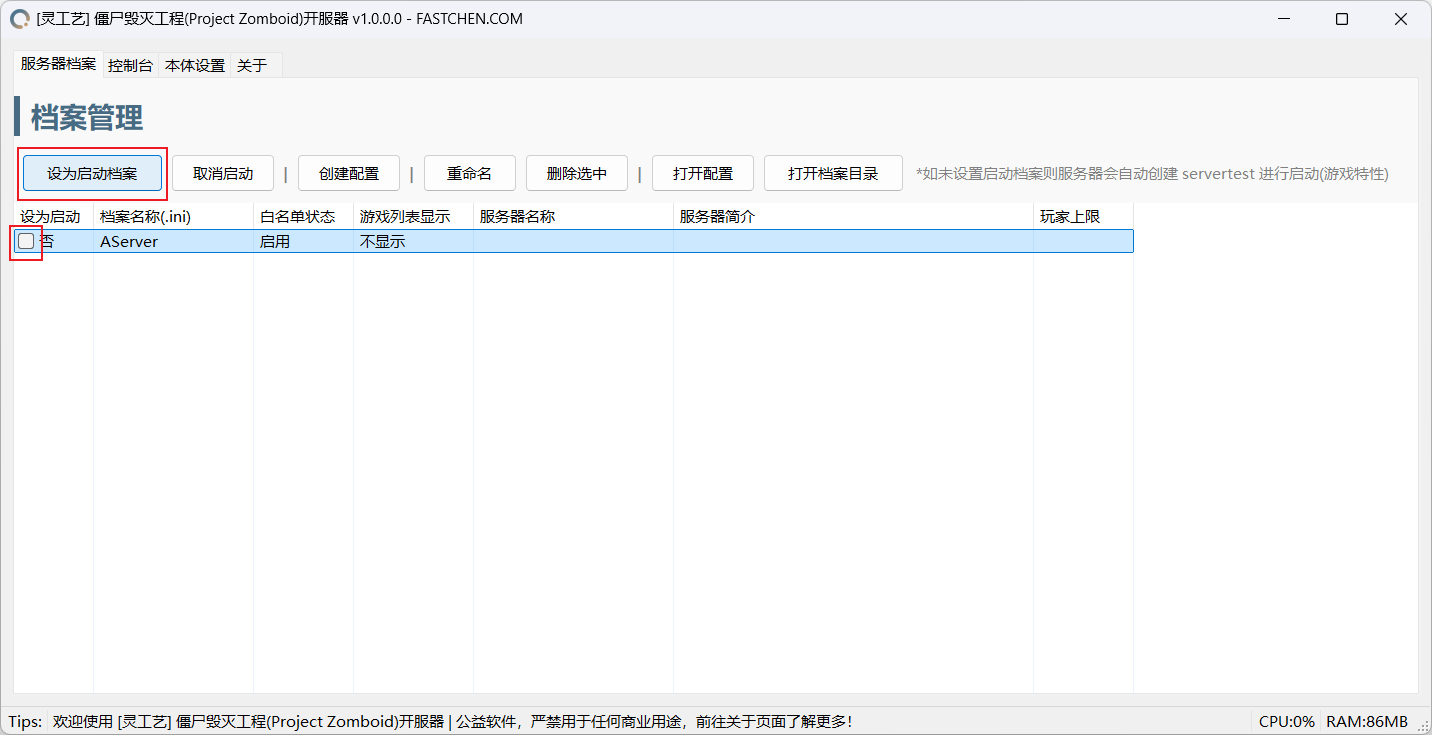 [灵工艺] 僵尸毁灭工程(Project Zomboid)开服器 v1.0.0.0 - FASTCHEN.COM
服务器档案 控制台 本体设置 关于
档案管理
设为启动档案 取消启动 | 创建配置 | 重命名 删除选中 | 打开配置 打开档案目录 *如未设置启动档案则服务器会自动创建 servertest 进行启动(游戏特性)
设为启动 档案名称(.ini) 白名单状态 游戏列表显示 服务器名称 服务器简介 玩家上限
否 AServer 启用 不显示
Tips: 欢迎使用 [灵工艺] 僵尸毁灭工程(Project Zomboid)开服器 | 公益软件，严禁用于任何商业用途，前往关于页面了解更多! CPU:0% RAM:86MB